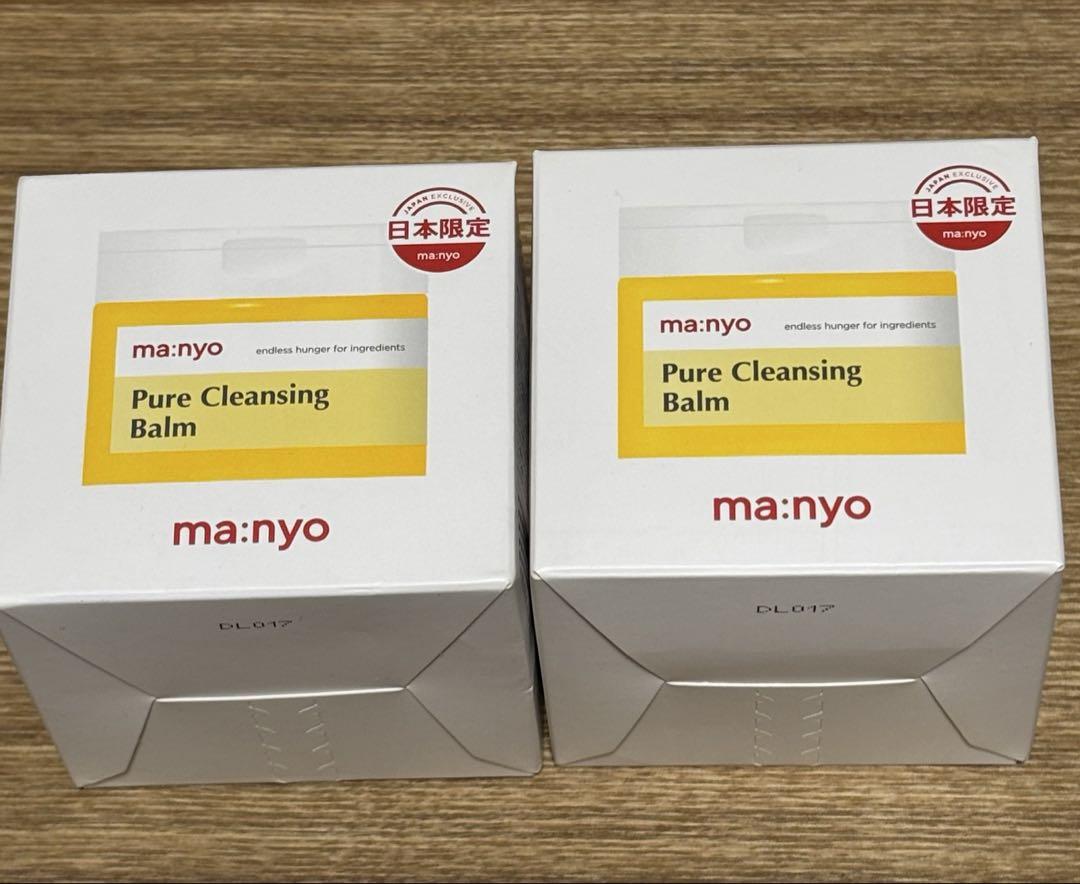 JAPAN EXCLUSIVE
日本限定
ma:nyo
ma:nyo endless hunger for ingredients
Pure Cleansing
Balm
ma:nyo
DL017
JAPAN EXCLUSIVE
日本限定
ma:nyo
ma:nyo endless hunger for ingredients
Pure Cleansing
Balm
ma:nyo
DL017